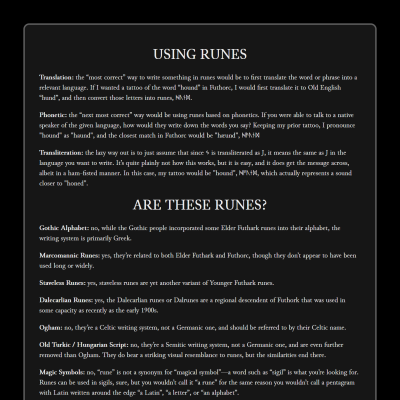 USING RUNES
Translation: the "most correct" way to write something in runes would be to first translate the word or phrase into a
relevant language. If I wanted a tattoo of the word "hound" in Futhorc, I would first translate it to Old English
"hund", and then convert those letters into runes,
Phonetic: the "next most correct" way would be using runes based on phonetics. If you were able to talk to a native
speaker of the given language, how would they write down the words you say? Keeping my prior tattoo, I pronounce
"hound" as and the closest match in Futhorc would be
Transliteration: the lazy way out is to just assume that since is transliterated as J, it means the same as J in the
language you want to write. It's quite plainly not how this works, but it is easy, and it does get the message across,
albeit in a ham-fisted manner. In this case, my tattoo would be "hound", which actually represents a sound
closer to "honed".
ARE THESE RUNES?
Gothic Alphabet: no, while the Gothic people incorporated some Elder Futhark runes into their alphabet, the
writing system is primarily Greek.
Marcomannic Runes: yes, they're related to both Elder Futhark and Futhorc, though they don't appear to have been
used long or widely.
Staveless Runes: yes, staveless runes are yet another variant of Younger Futhark runes.
Dalecarlian Runes: yes, the Dalecarlian runes or Dalrunes are a regional descendent of Futhork that was used in
some capacity as recently as the early 1900s.
Ogham: no, they're a Celtic writing system, not a Germanic one, and should be referred to by their Celtic name.
Old Turkic / Hungarian Script: no, they're a Semitic writing system, not a Germanic one, and are even further
removed than Ogham. They do bear a striking visual resemblance to runes, but the similarities end there.
Magic Symbols: no, "rune" is not a synonym for "magical symbol"—a word such as "sigil" is what you're looking for.
Runes can be used in sigils, sure, but you wouldn't call it "a rune" for the same reason you wouldn't call a pentagram
with Latin written around the edge "a Latin", "a letter", or "an alphabet".